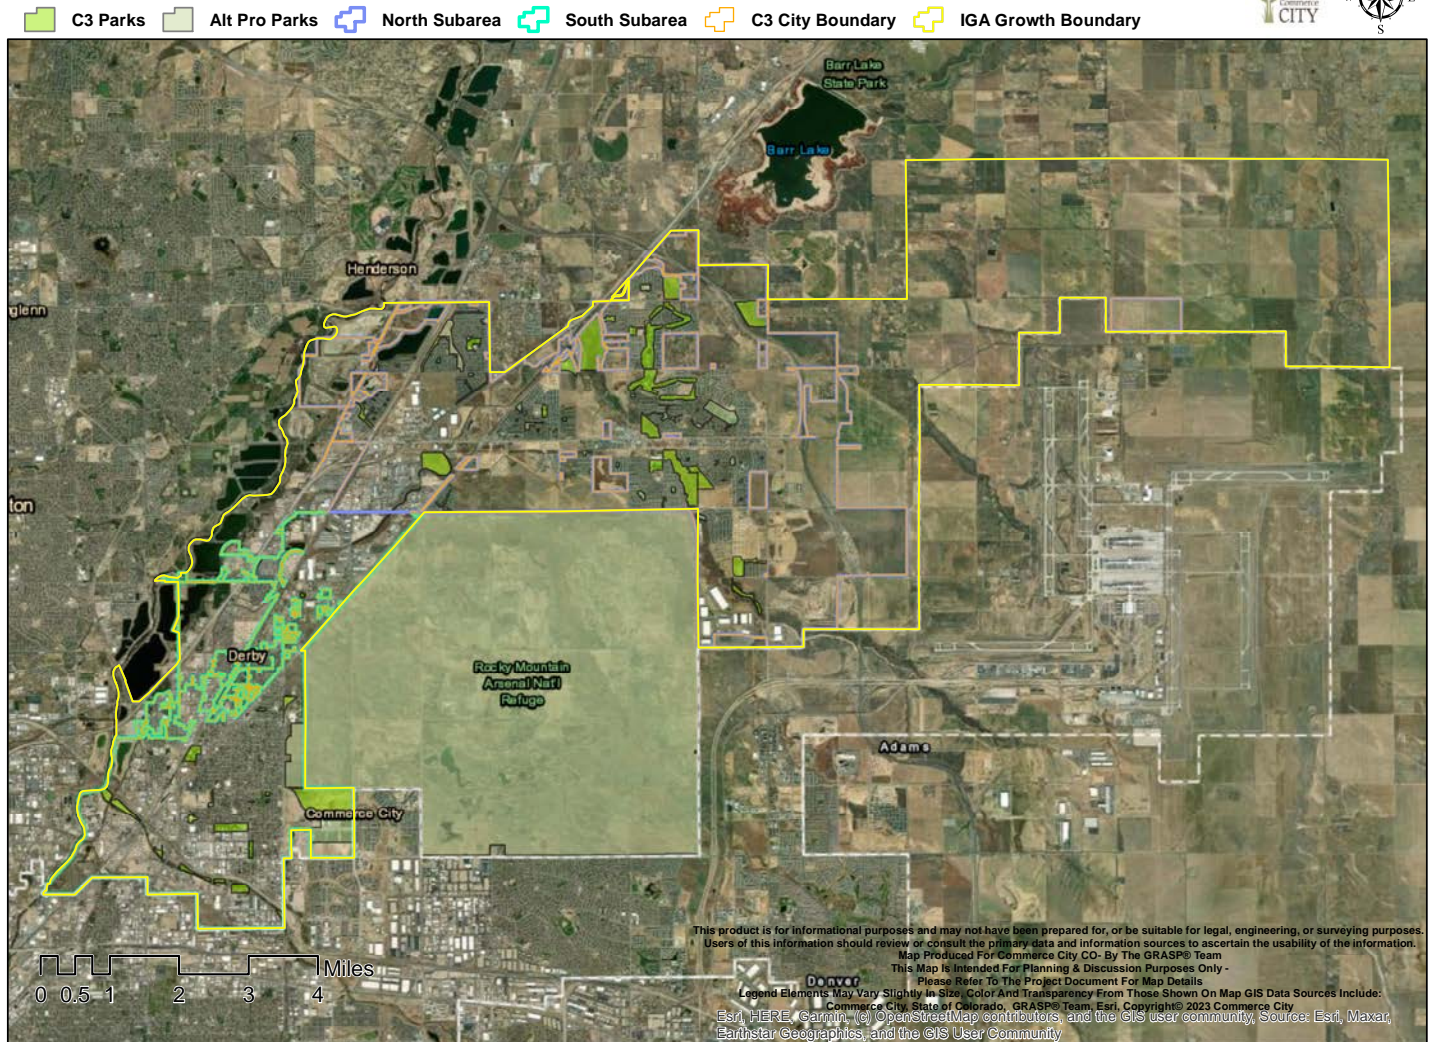 C3 Parks Alt Pro Parks North Subarea South Subarea C3 City Boundary IGA Growth Boundary
Commerce
CITY
S
Barr Lake
State Park
Barr Lake
Henderson
glenn
ton
Derby
Rocky Mountain
Arsenal Nat'l
Refuge
Adams
Commerce City
This product is for informational purposes and may not have been prepared for, or be suitable for legal, engineering, or surveying purposes.
Users of this information should review or consult the primary data and information sources to ascertain the usability of the information.
Map Produced For Commerce City CO- By The GRASP® Team
This Map Is Intended For Planning & Discussion Purposes Only -
Please Refer To The Project Document For Map Details
Denver
Legend Elements May Vary Slightly In Size, Color And Transparency From Those Shown On Map GIS Data Sources Include:
Commerce City, State of Colorado, GRASP® Team, Esri, Copyright© 2023 Commerce City
Esri, HERE, Garmin, (c) OpenStreetMap contributors, and the GIS user community, Source: Esri, Maxar,
Earthstar Geographics, and the GIS User Community
Miles
0 0.5 1 2 3 4